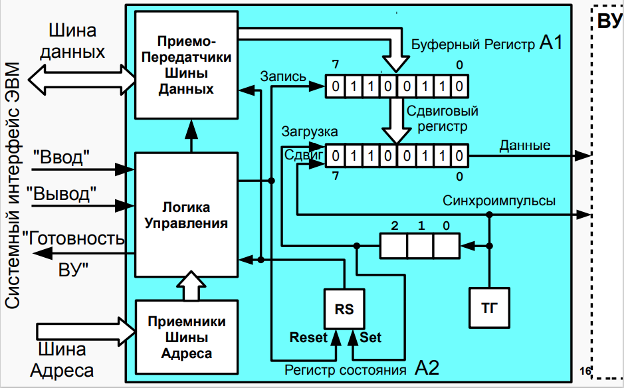 ВУ
Шина
данных
Системный интерфейс ЭВМ
"Ввод"
"Вывод"
"Готовность
ВУ"
Шина
Адреса
Приемо-
Передатчики
Шины
Данных
Логика
Управления
Приемники
Шины
Адреса
Буферный Регистр A1
Запись
7 0
0 1 1 0 0 1 1 0
Сдвиговый
регистр
Загрузка
Сдвиг
0 1 1 0 0 1 1 0
7 0
Данные
Синхроимпульсы
2 1 0
RS
ТГ
Reset
Set
Регистр состояния A2
16